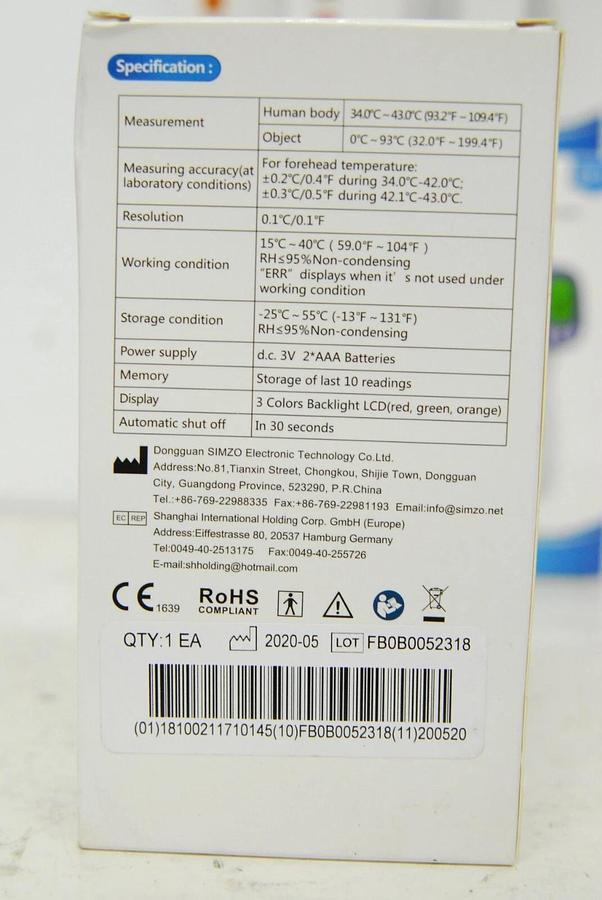 Specification :
Measurement Human body 34.0℃~43.0℃(93.2℉~109.4℉)
Object 0℃~93℃(32.0℉~199.4℉)
Measuring accuracy(at laboratory conditions)
For forehead temperature:
±0.2℃/0.4℉ during 34.0℃-42.0℃;
±0.3℃/0.5℉ during 42.1℃-43.0℃.
Resolution 0.1℃/0.1℉
Working condition
15℃~40℃ ( 59.0℉~104℉ )
RH≤95%Non-condensing
“ERR” displays when it’ s not used under
working condition
Storage condition
-25℃~55℃ (-13℉~131℉)
RH≤95%Non-condensing
Power supply d.c. 3V 2*AAA Batteries
Memory Storage of last 10 readings
Display 3 Colors Backlight LCD(red, green, orange)
Automatic shut off In 30 seconds
Dongguan SIMZO Electronic Technology Co.Ltd.
Address:No.81,Tianxin Street, Chongkou, Shijie Town, Dongguan
City, Guangdong Province, 523290, P.R.China
Tel.:+86-769-22988335 Fax:+86-769-22981193 Email:info@simzo.net
EC REP Shanghai International Holding Corp. GmbH (Europe)
Address:Eiffestrasse 80, 20537 Hamburg Germany
Tel:0049-40-2513175 Fax:0049-40-255726
E-mail:shholding@hotmail.com
CE 1639 RoHS
COMPLIANT
QTY:1 EA 2020-05 LOT FB0B0052318
(01)18100211710145(10)FB0B0052318(11)200520